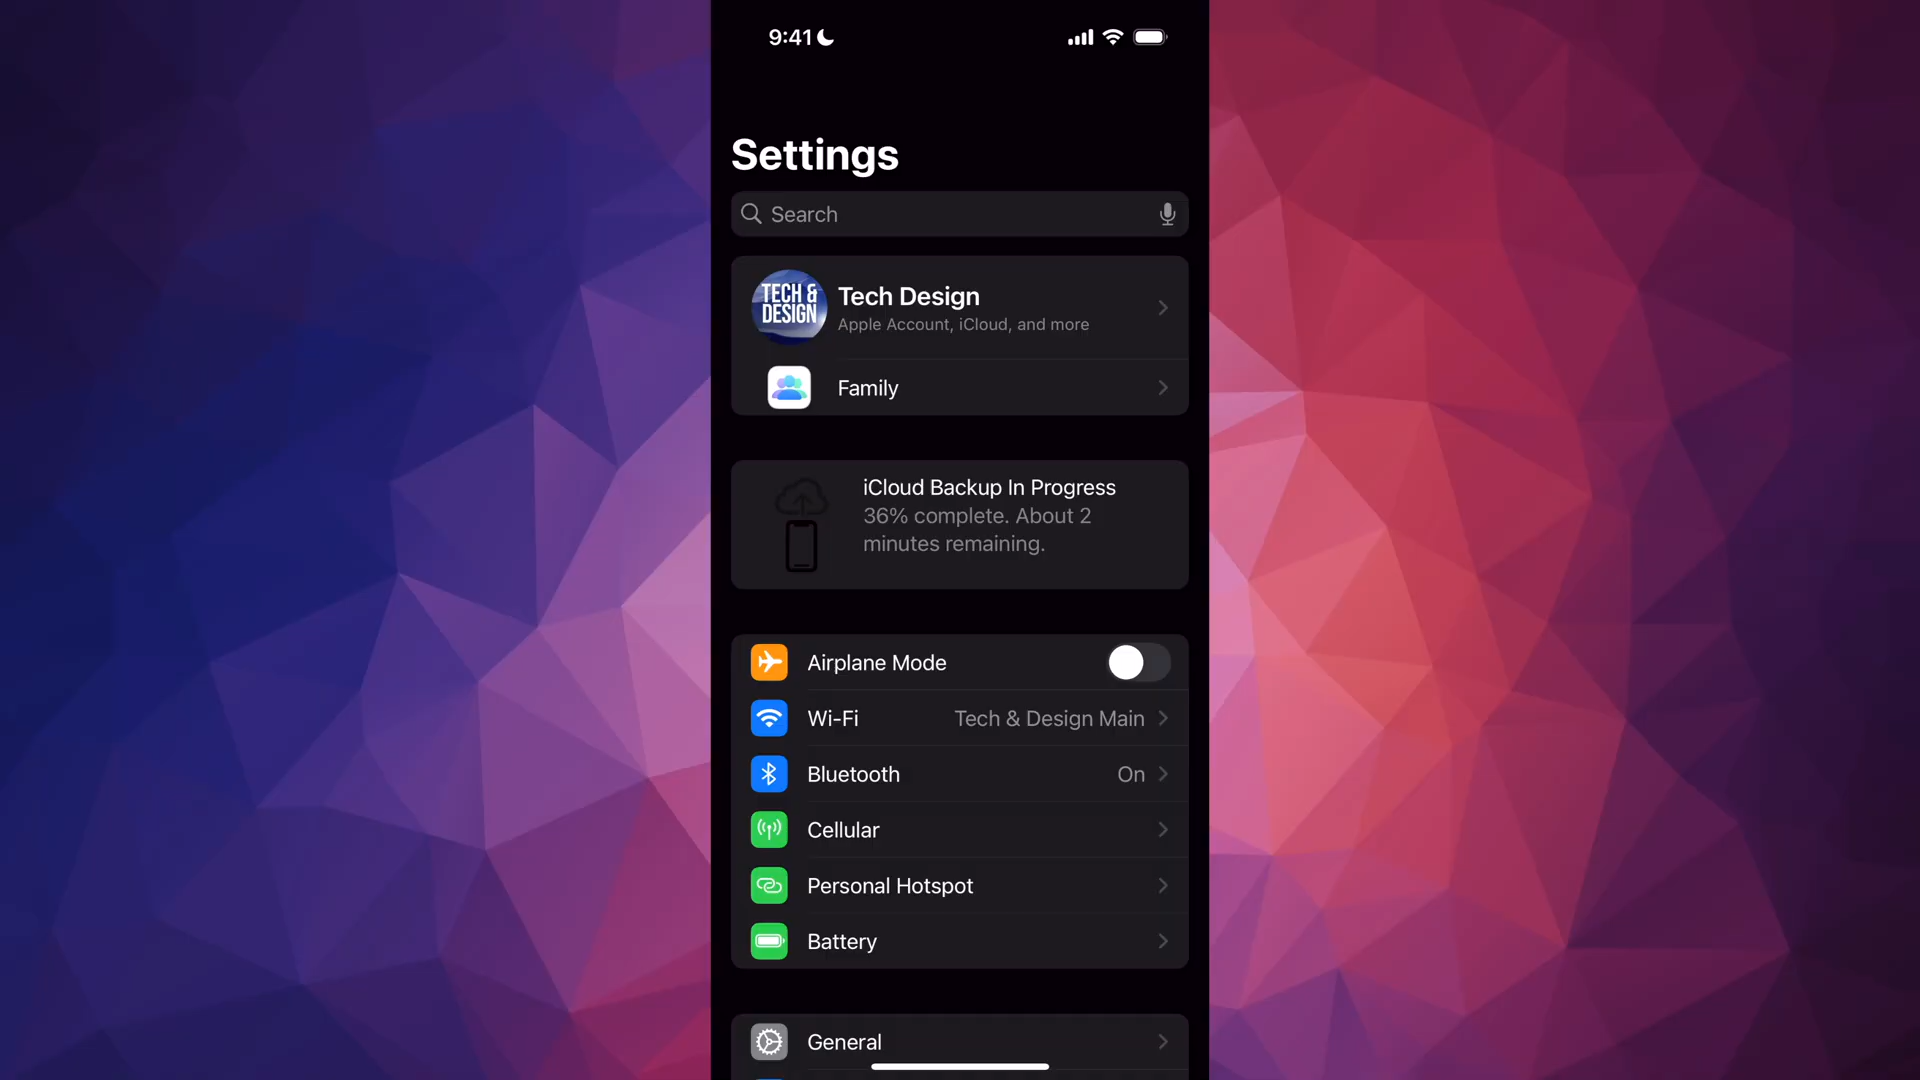 9:41
Settings
Search
TECH &
DESIGN
Tech Design
Apple Account, iCloud, and more
Family
iCloud Backup In Progress
36% complete. About 2
minutes remaining.
Airplane Mode
Wi-Fi Tech & Design Main
Bluetooth On
Cellular
Personal Hotspot
Battery
General